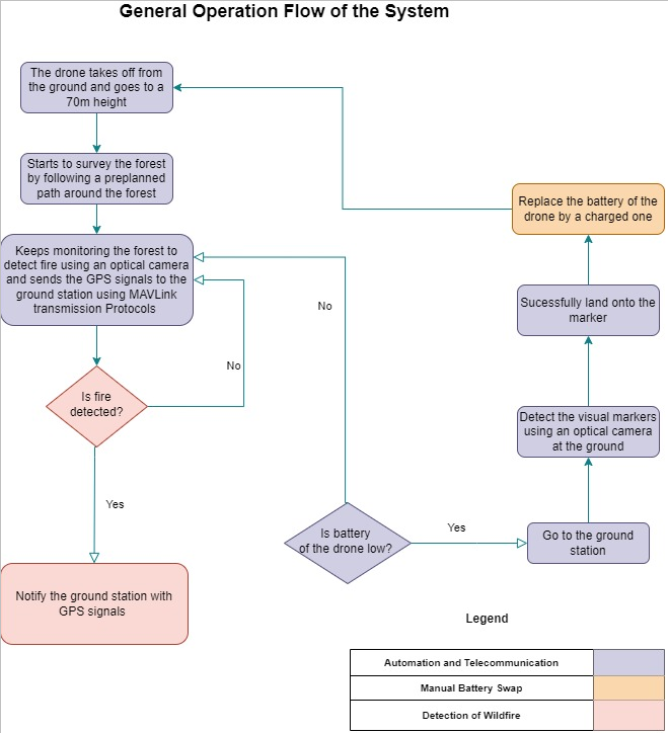 General Operation Flow of the System
The drone takes off from
the ground and goes to a
70m height
Starts to survey the forest
by following a preplanned
path around the forest
Replace the battery of the
drone by a charged one
Keeps monitoring the forest to
detect fire using an optical camera
and sends the GPS signals to the
ground station using MAVLink
transmission Protocols
No
Sucessfully land onto the
marker
No
Is fire
detected?
Detect the visual markers
using an optical camera
at the ground
Yes
Is battery
of the drone low?
Yes
Go to the ground
station
Notify the ground station with
GPS signals
Legend
Automation and Telecommunication
Manual Battery Swap
Detection of Wildfire